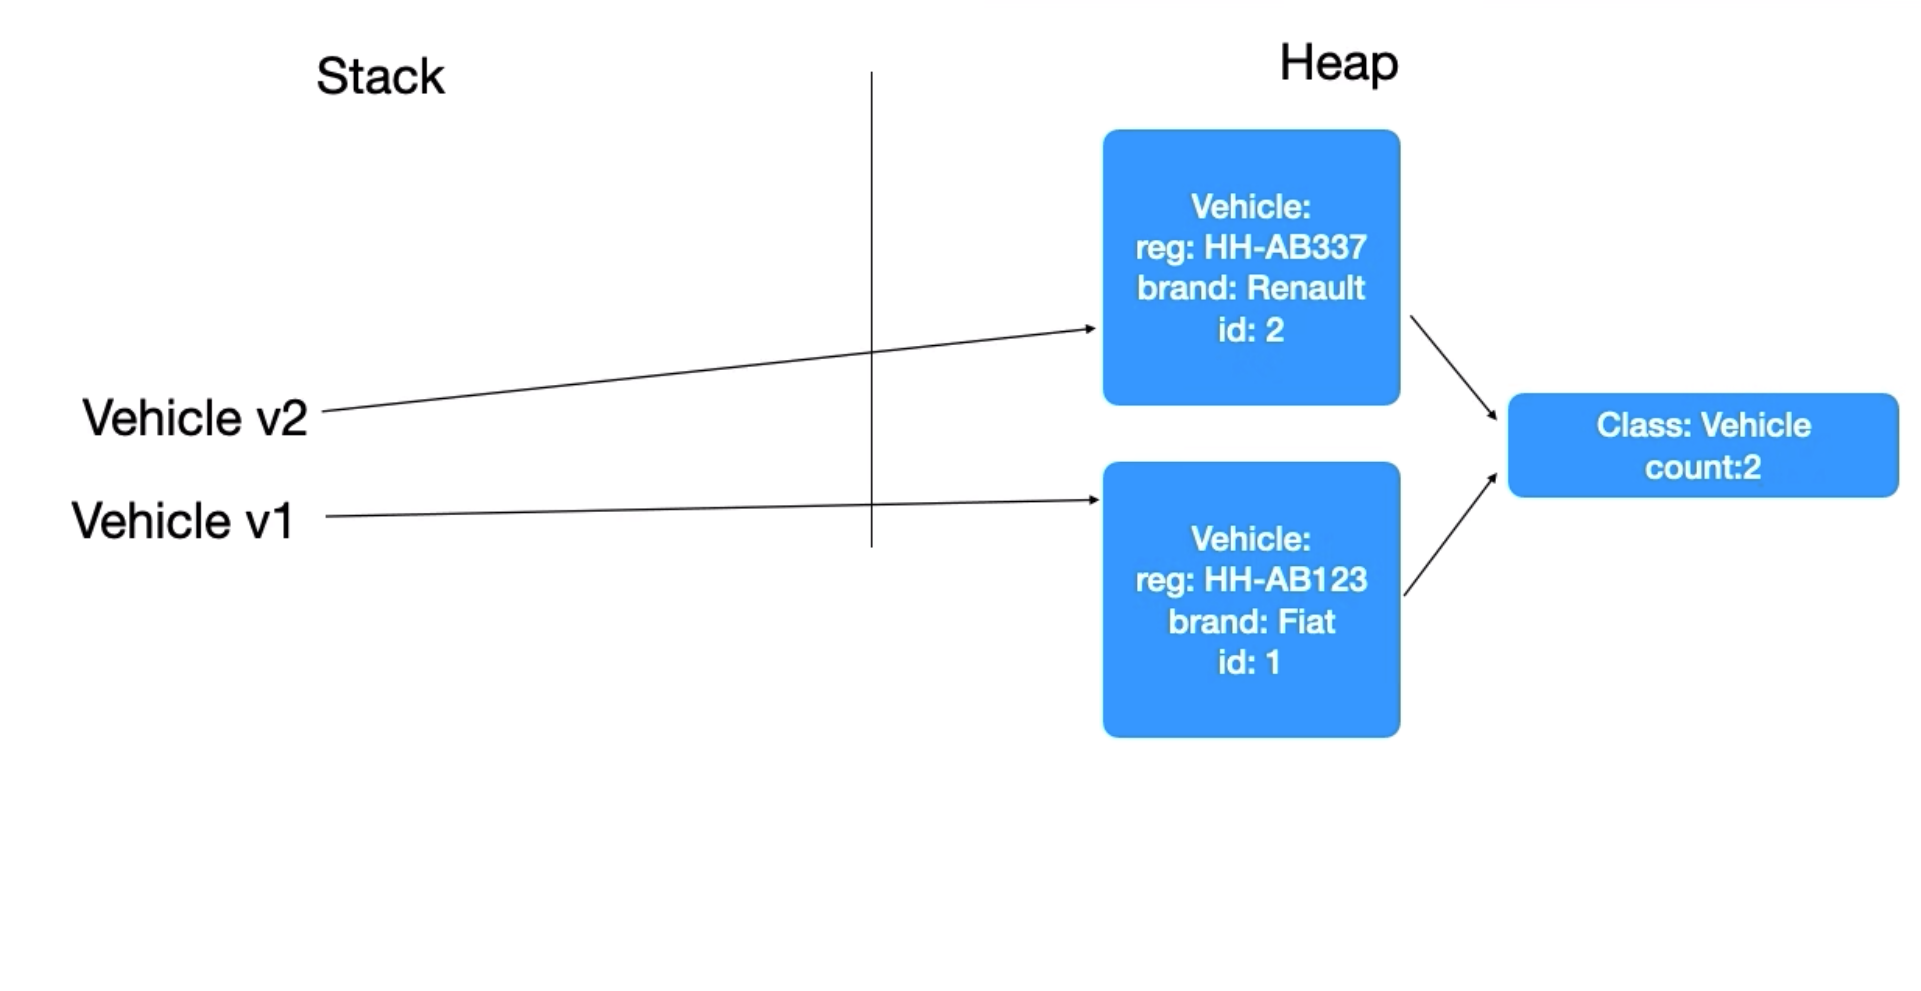 Stack
Heap
Vehicle:
reg: HH-AB337
brand: Renault
id: 2
Vehicle v2
Class: Vehicle
count:2
Vehicle v1
Vehicle:
reg: HH-AB123
brand: Fiat
id: 1